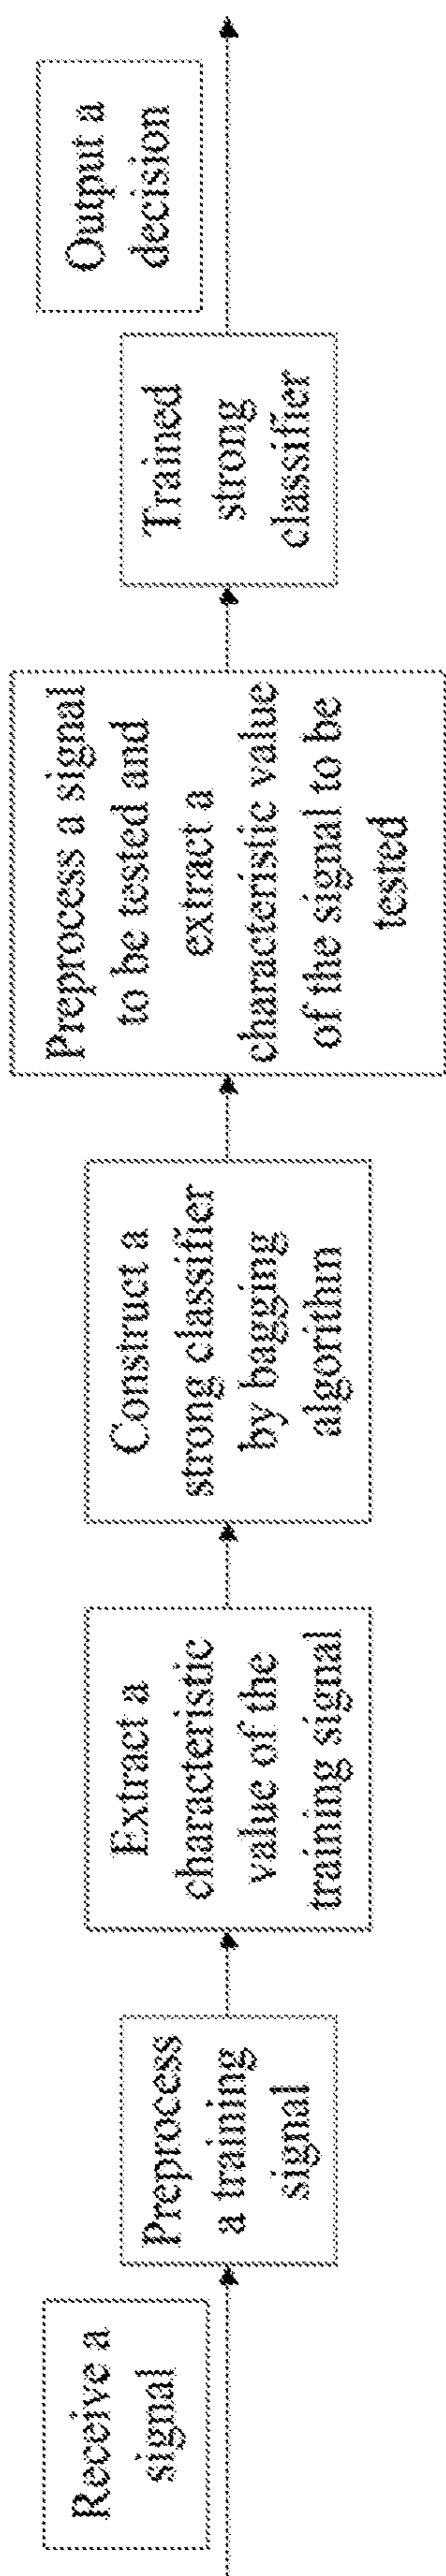 Receive a
signal
Preprocess
a training
signal
Extract a
characteristic
value of the
training signal
Construct a
strong classifier
by bagging
algorithm
Preprocess a signal
to be tested and
extract a
characteristic value
of the signal to be
tested
Trained
strong
classifier
Output a
decision